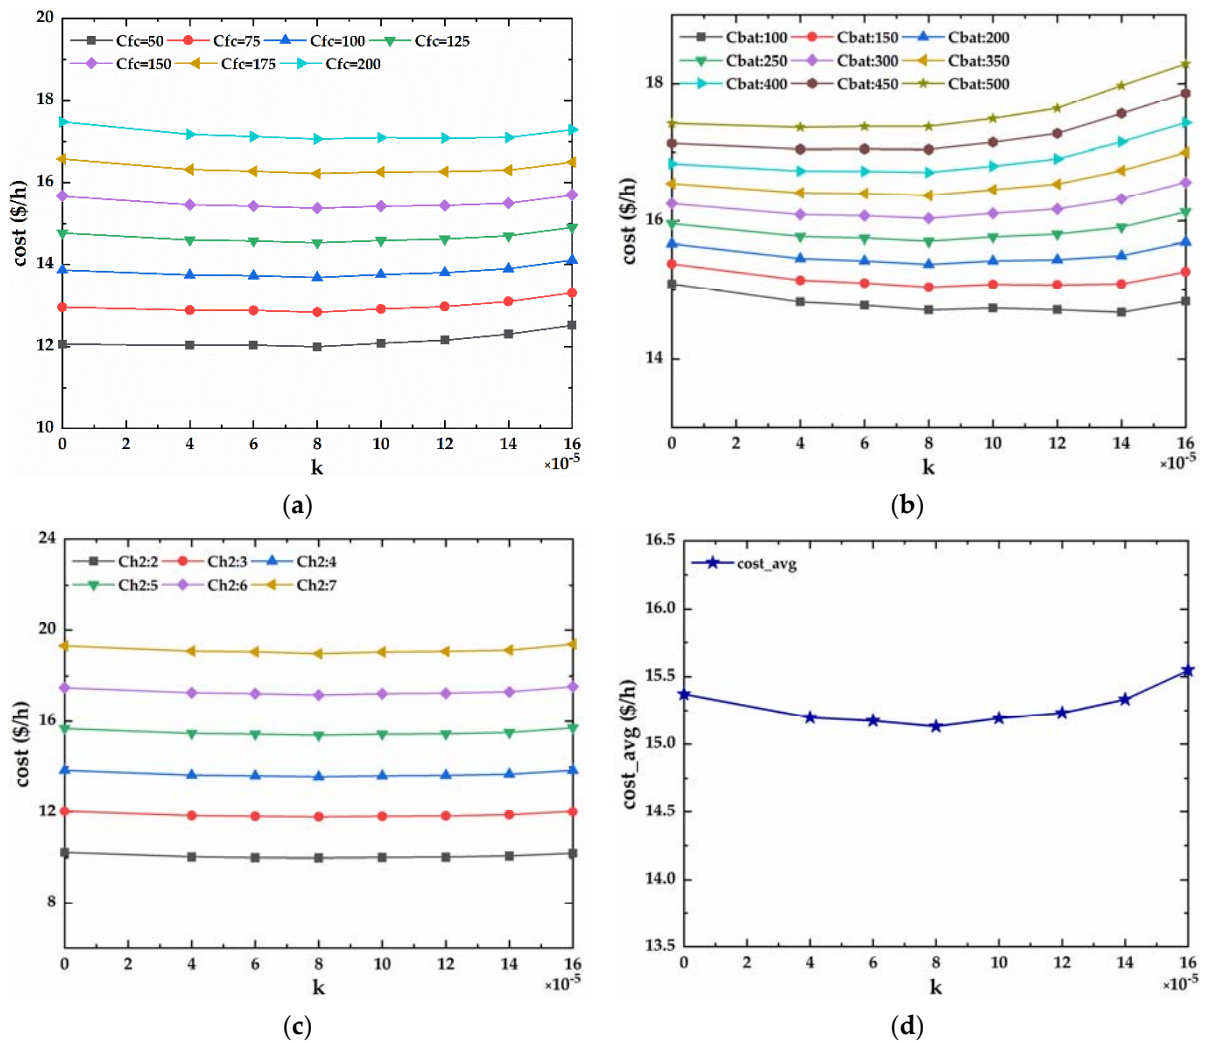 Cfc=50 Cfc=75 Cfc=100 Cfc=125
Cfc=150 Cfc=175 Cfc=200
20
18
16
14
12
10
cost ($/h)
0 2 4 6 8 10 12 14 16
k
×10-5
(a)
Cbat:100 Cbat:150 Cbat:200
Cbat:250 Cbat:300 Cbat:350
Cbat:400 Cbat:450 Cbat:500
18
16
14
cost ($/h)
0 2 4 6 8 10 12 14 16
k
×10-5
(b)
Ch2:2 Ch2:3 Ch2:4
Ch2:5 Ch2:6 Ch2:7
24
20
16
12
8
cost ($/h)
0 2 4 6 8 10 12 14 16
k
×10-5
(c)
cost_avg
16.5
16.0
15.5
15.0
14.5
14.0
13.5
cost_avg ($/h)
0 2 4 6 8 10 12 14 16
k
×10-5
(d)